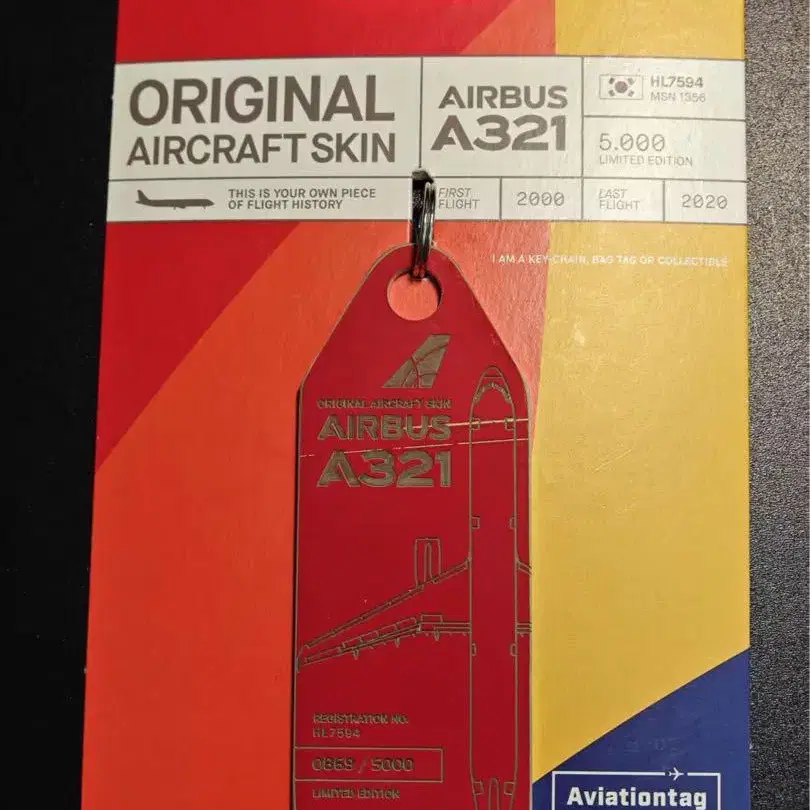 ORIGINAL
AIRCRAFT SKIN
AIRBUS
A321
HL7594
MSN 1356
5.000
LIMITED EDITION
THIS IS YOUR OWN PIECE
OF FLIGHT HISTORY
FIRST
FLIGHT
2000
LAST
FLIGHT
2020
I AM A KEY-CHAIN, BAG TAG OR COLLECTIBLE
ORIGINAL AIRCRAFT SKIN
AIRBUS
A321
REGISTRATION NO.
HL7594
0869 / 5000
LIMITED EDITION
Aviationtag